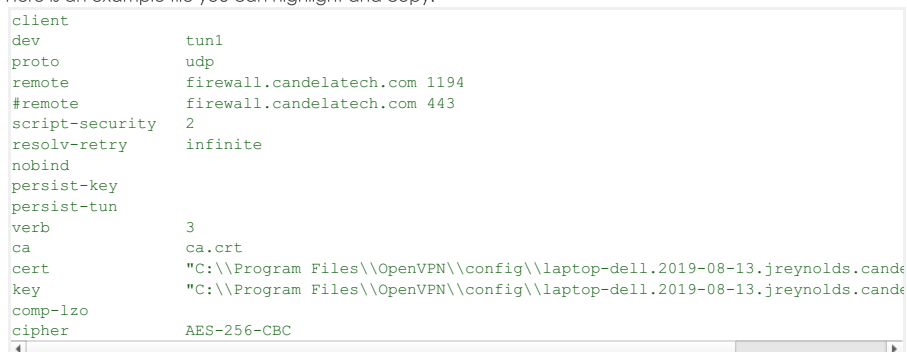 Here is an example file you can highlight and copy:
client
dev tun1
proto udp
remote firewall.candelatech.com 1194
#remote firewall.candelatech.com 443
script-security 2
resolv-retry infinite
nobind
persist-key
persist-tun
verb 3
ca ca.crt
cert "C:\\Program Files\\OpenVPN\\config\\laptop-dell.2019-08-13.jreynolds.cande
key "C:\\Program Files\\OpenVPN\\config\\laptop-dell.2019-08-13.jreynolds.cande
comp-lzo
cipher AES-256-CBC